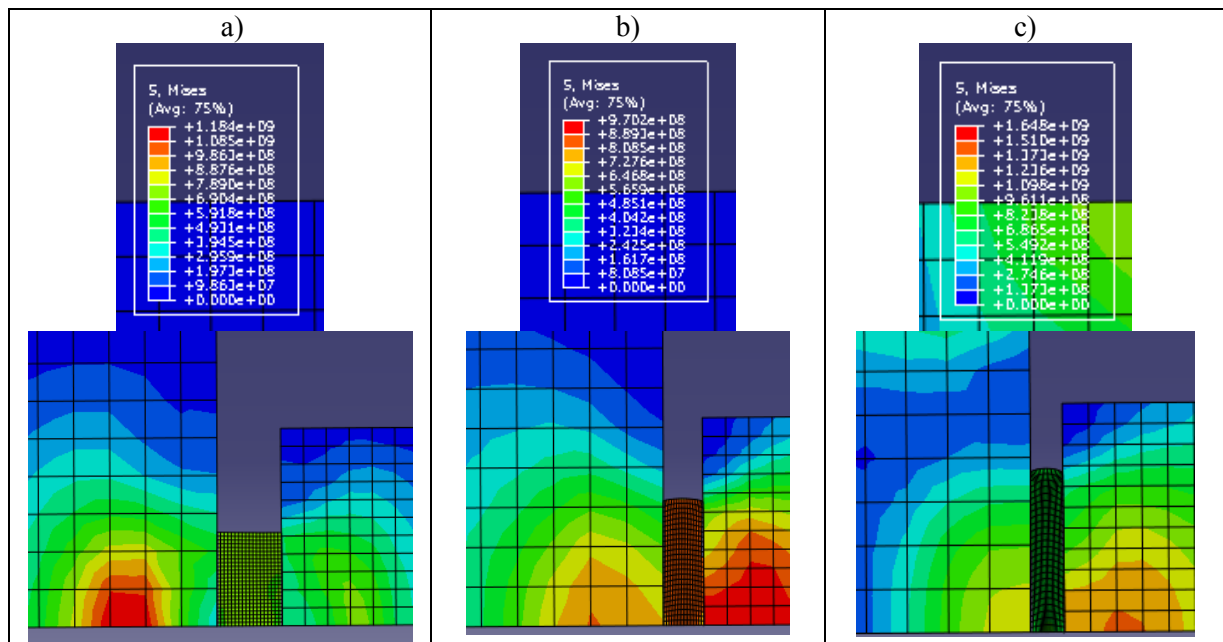 a)
S, Mises
(Avg: 75%)
+1.184e+09
+1.085e+09
+9.863e+08
+8.876e+08
+7.890e+08
+6.904e+08
+5.918e+08
+4.931e+08
+3.945e+08
+2.959e+08
+1.973e+08
+9.863e+07
+0.000e+00
b)
S, Mises
(Avg: 75%)
+9.702e+08
+8.893e+08
+8.085e+08
+7.276e+08
+6.468e+08
+5.659e+08
+4.851e+08
+4.042e+08
+3.234e+08
+2.425e+08
+1.617e+08
+8.085e+07
+0.000e+00
c)
S, Mises
(Avg: 75%)
+1.648e+09
+1.510e+09
+1.373e+09
+1.236e+09
+1.098e+09
+9.611e+08
+8.238e+08
+6.865e+08
+5.492e+08
+4.119e+08
+2.746e+08
+1.373e+08
+0.000e+00